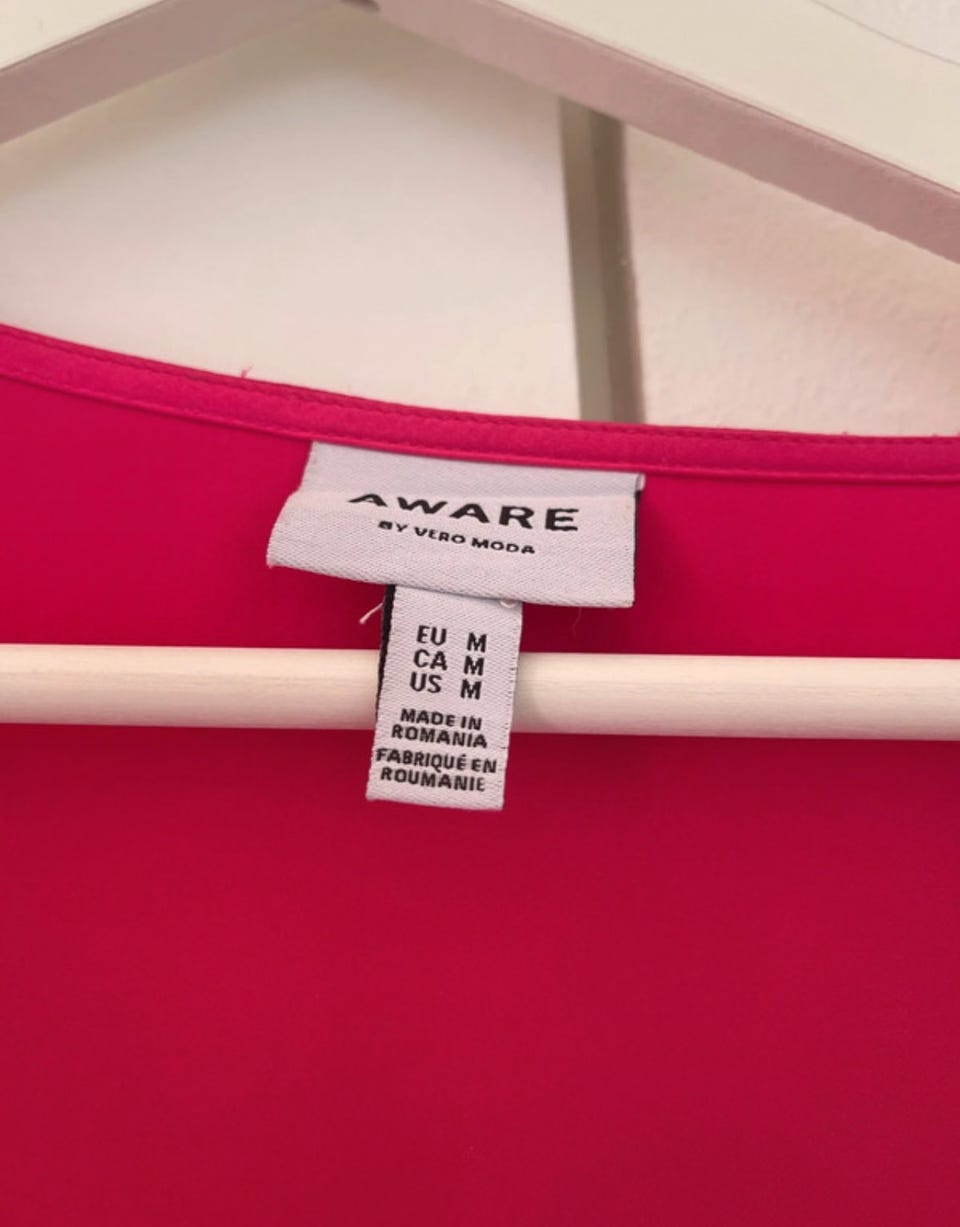 AWARE
BY VERO MODA
EU M
CA M
US M
MADE IN
ROMANIA
FABRIQUÉ EN
ROUMANIE